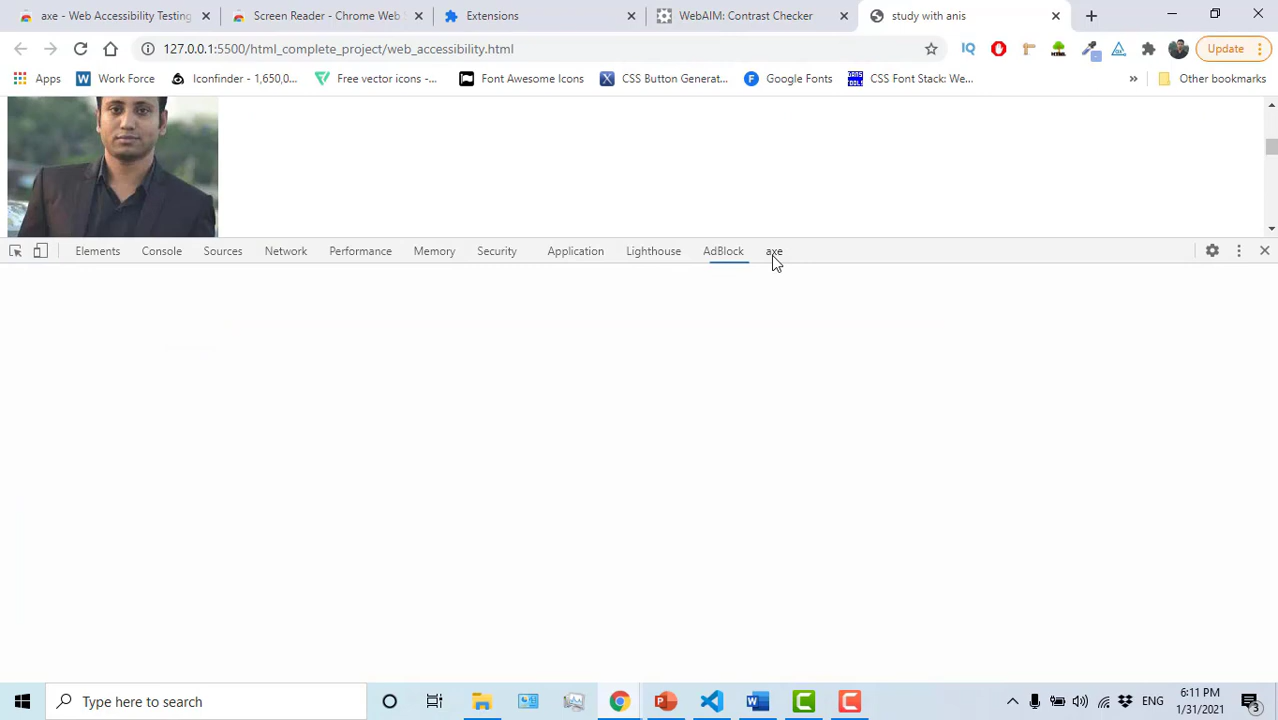 axe - Web Accessibility Testing
Screen Reader - Chrome Web
Extensions
WebAIM: Contrast Checker
study with anis
127.0.0.1:5500/html_complete_project/web_accessibility.html
Update
Apps
Work Force
Iconfinder - 1,650,0...
Free vector icons -...
Font Awesome Icons
CSS Button Generat...
Google Fonts
CSS Font Stack: We...
Other bookmarks
Elements
Console
Sources
Network
Performance
Memory
Security
Application
Lighthouse
AdBlock
axe
Type here to search
ENG
6:11 PM
1/31/2021
3